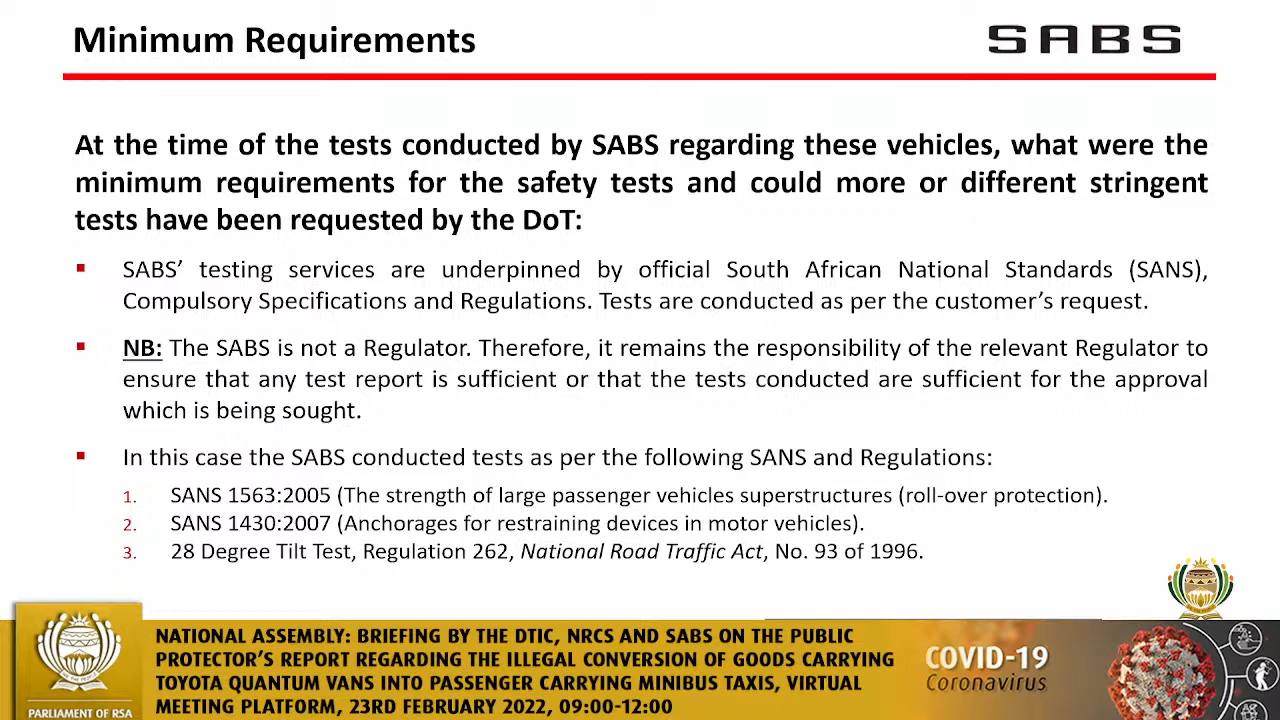 Minimum Requirements
SABS
At the time of the tests conducted by SABS regarding these vehicles, what were the
minimum requirements for the safety tests and could more or different stringent
tests have been requested by the DoT:
SABS’ testing services are underpinned by official South African National Standards (SANS),
Compulsory Specifications and Regulations. Tests are conducted as per the customer’s request.
NB: The SABS is not a Regulator. Therefore, it remains the responsibility of the relevant Regulator to
ensure that any test report is sufficient or that the tests conducted are sufficient for the approval
which is being sought.
In this case the SABS conducted tests as per the following SANS and Regulations:
1. SANS 1563:2005 (The strength of large passenger vehicles superstructures (roll-over protection).
2. SANS 1430:2007 (Anchorages for restraining devices in motor vehicles).
3. 28 Degree Tilt Test, Regulation 262, National Road Traffic Act, No. 93 of 1996.
NATIONAL ASSEMBLY: BRIEFING BY THE DTIC, NRCS AND SABS ON THE PUBLIC
PROTECTOR’S REPORT REGARDING THE ILLEGAL CONVERSION OF GOODS CARRYING
TOYOTA QUANTUM VANS INTO PASSENGER CARRYING MINIBUS TAXIS, VIRTUAL
MEETING PLATFORM, 23RD FEBRUARY 2022, 09:00-12:00
PARLIAMENT OF RSA
COVID-19
Coronavirus